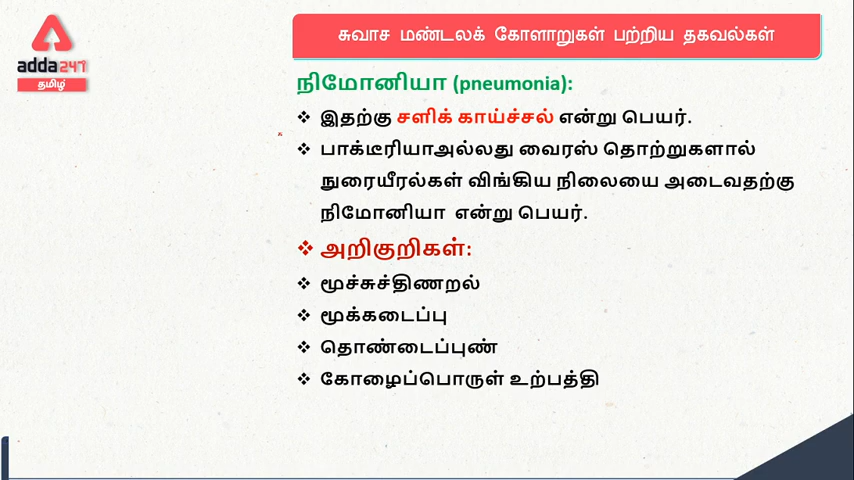 adda247
தமிழ்
சுவாச மண்டலக் கோளாறுகள் பற்றிய தகவல்கள்
நிமோனியா (pneumonia):
❖ இதற்கு சளிக் காய்ச்சல் என்று பெயர்.
❖ பாக்டீரியாஅல்லது வைரஸ் தொற்றுகளால்
நுரையீரல்கள் விங்கிய நிலையை அடைவதற்கு
நிமோனியா என்று பெயர்.
❖ அறிகுறிகள்:
❖ மூச்சுச்திணறல்
❖ மூக்கடைப்பு
❖ தொண்டைப்புண்
❖ கோழைப்பொருள் உற்பத்தி